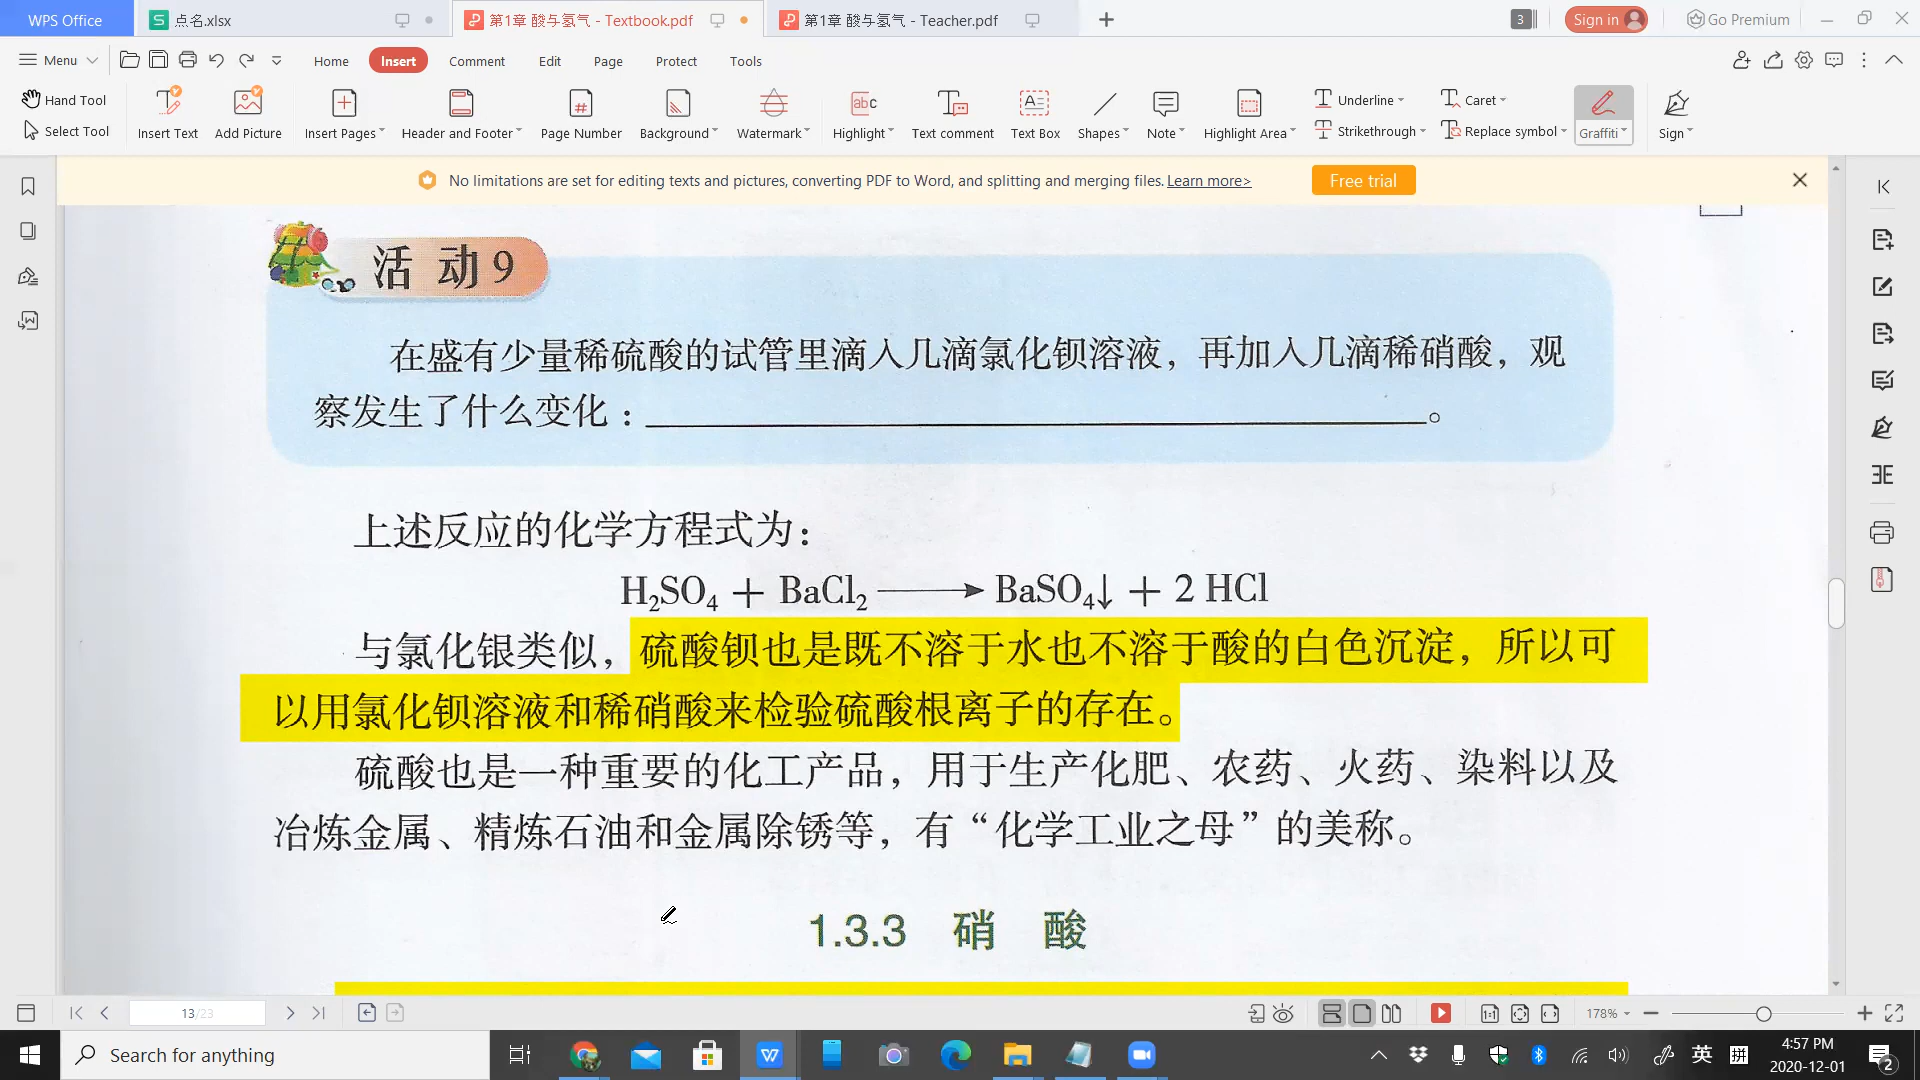 WPS Office
点名.xlsx
第1章 酸与氢气 - Textbook.pdf
第1章 酸与氢气 - Teacher.pdf
3
Sign in
Go Premium
Menu
Home
Insert
Comment
Edit
Page
Protect
Tools
Hand Tool
Select Tool
Insert Text
Add Picture
Insert Pages
Header and Footer
Page Number
Background
Watermark
Highlight
Text comment
Text Box
Shapes
Note
Highlight Area
Underline
Strikethrough
Caret
Replace symbol
Graffiti
Sign
No limitations are set for editing texts and pictures, converting PDF to Word, and splitting and merging files. Learn more>
Free trial
活 动 9
在盛有少量稀硫酸的试管里滴入几滴氯化钡溶液，再加入几滴稀硝酸，观
察发生了什么变化：____________________。
上述反应的化学方程式为：
H₂SO₄ + BaCl₂ ⟶ BaSO₄↓ + 2 HCl
与氯化银类似，硫酸钡也是既不溶于水也不溶于酸的白色沉淀，所以可
以用氯化钡溶液和稀硝酸来检验硫酸根离子的存在。
硫酸也是一种重要的化工产品，用于生产化肥、农药、火药、染料以及
冶炼金属、精炼石油和金属除锈等，有“化学工业之母”的美称。
1.3.3 硝 酸
13/23
178%
Search for anything
英
拼
4:57 PM
2020-12-01
2